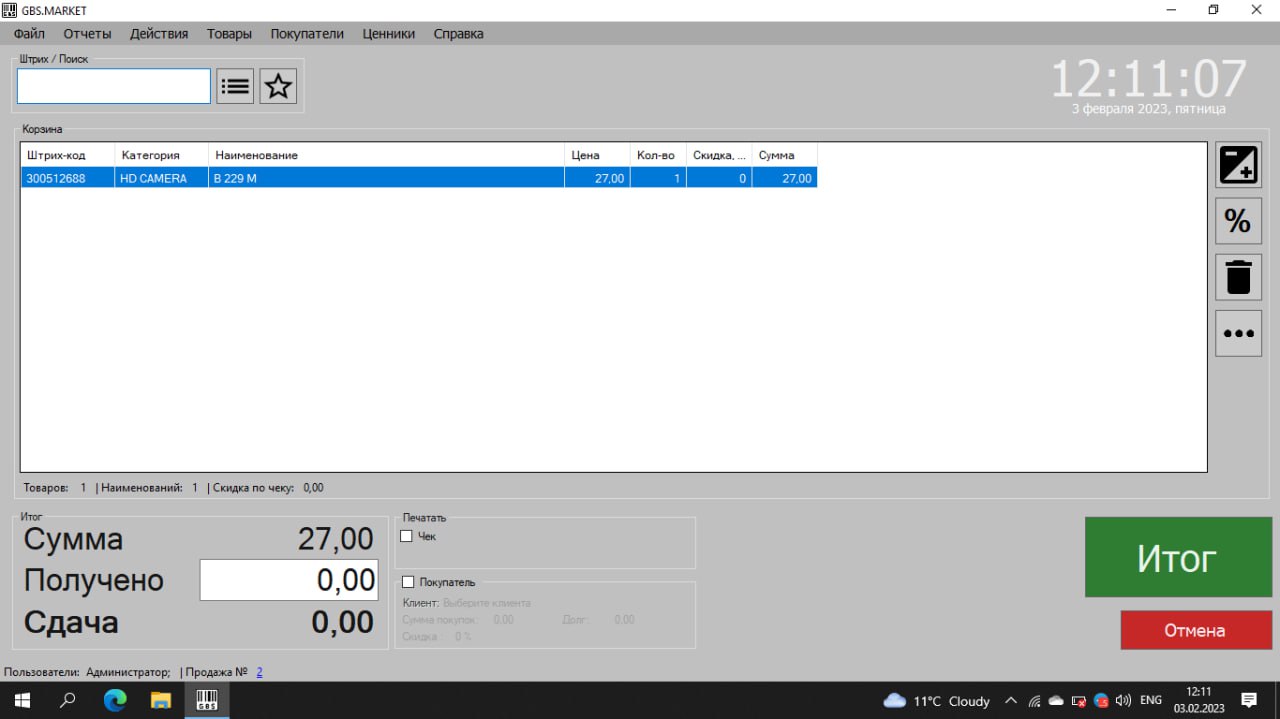 GBS.MARKET
Файл Отчеты Действия Товары Покупатели Ценники Справка
Штрих / Поиск
12:11:07
3 февраля 2023, пятница
Корзина
Штрих-код Категория Наименование Цена Кол-во Скидка, ... Сумма
300512688 HD CAMERA B 229 M 27,00 1 0 27,00
%
Товаров: 1 | Наименований: 1 | Скидка по чеку: 0,00
Итог
Сумма 27,00
Получено 0,00
Сдача 0,00
Печатать
Чек
Покупатель
Клиент: Выберите клиента
Сумма покупок: 0,00 Долг: 0,00
Скидка : 0 %
Итог
Отмена
Пользователи: Администратор; | Продажа № 2
GBS
11°C Cloudy
ENG
12:11
03.02.2023